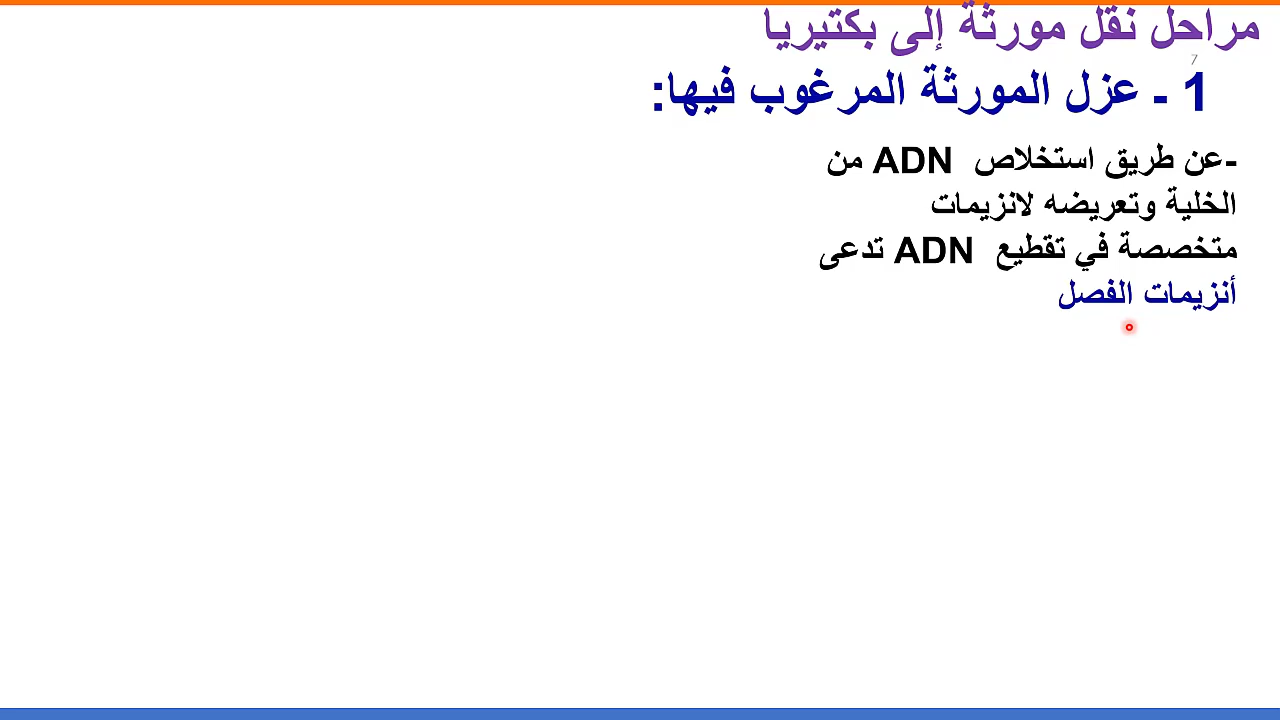 مراحل نقل مورثة إلى بكتيريا
7
1 - عزل المورثة المرغوب فيها:
-عن طريق استخلاص ADN من
الخلية وتعريضه لانزيمات
متخصصة في تقطيع ADN تدعى
أنزيمات الفصل